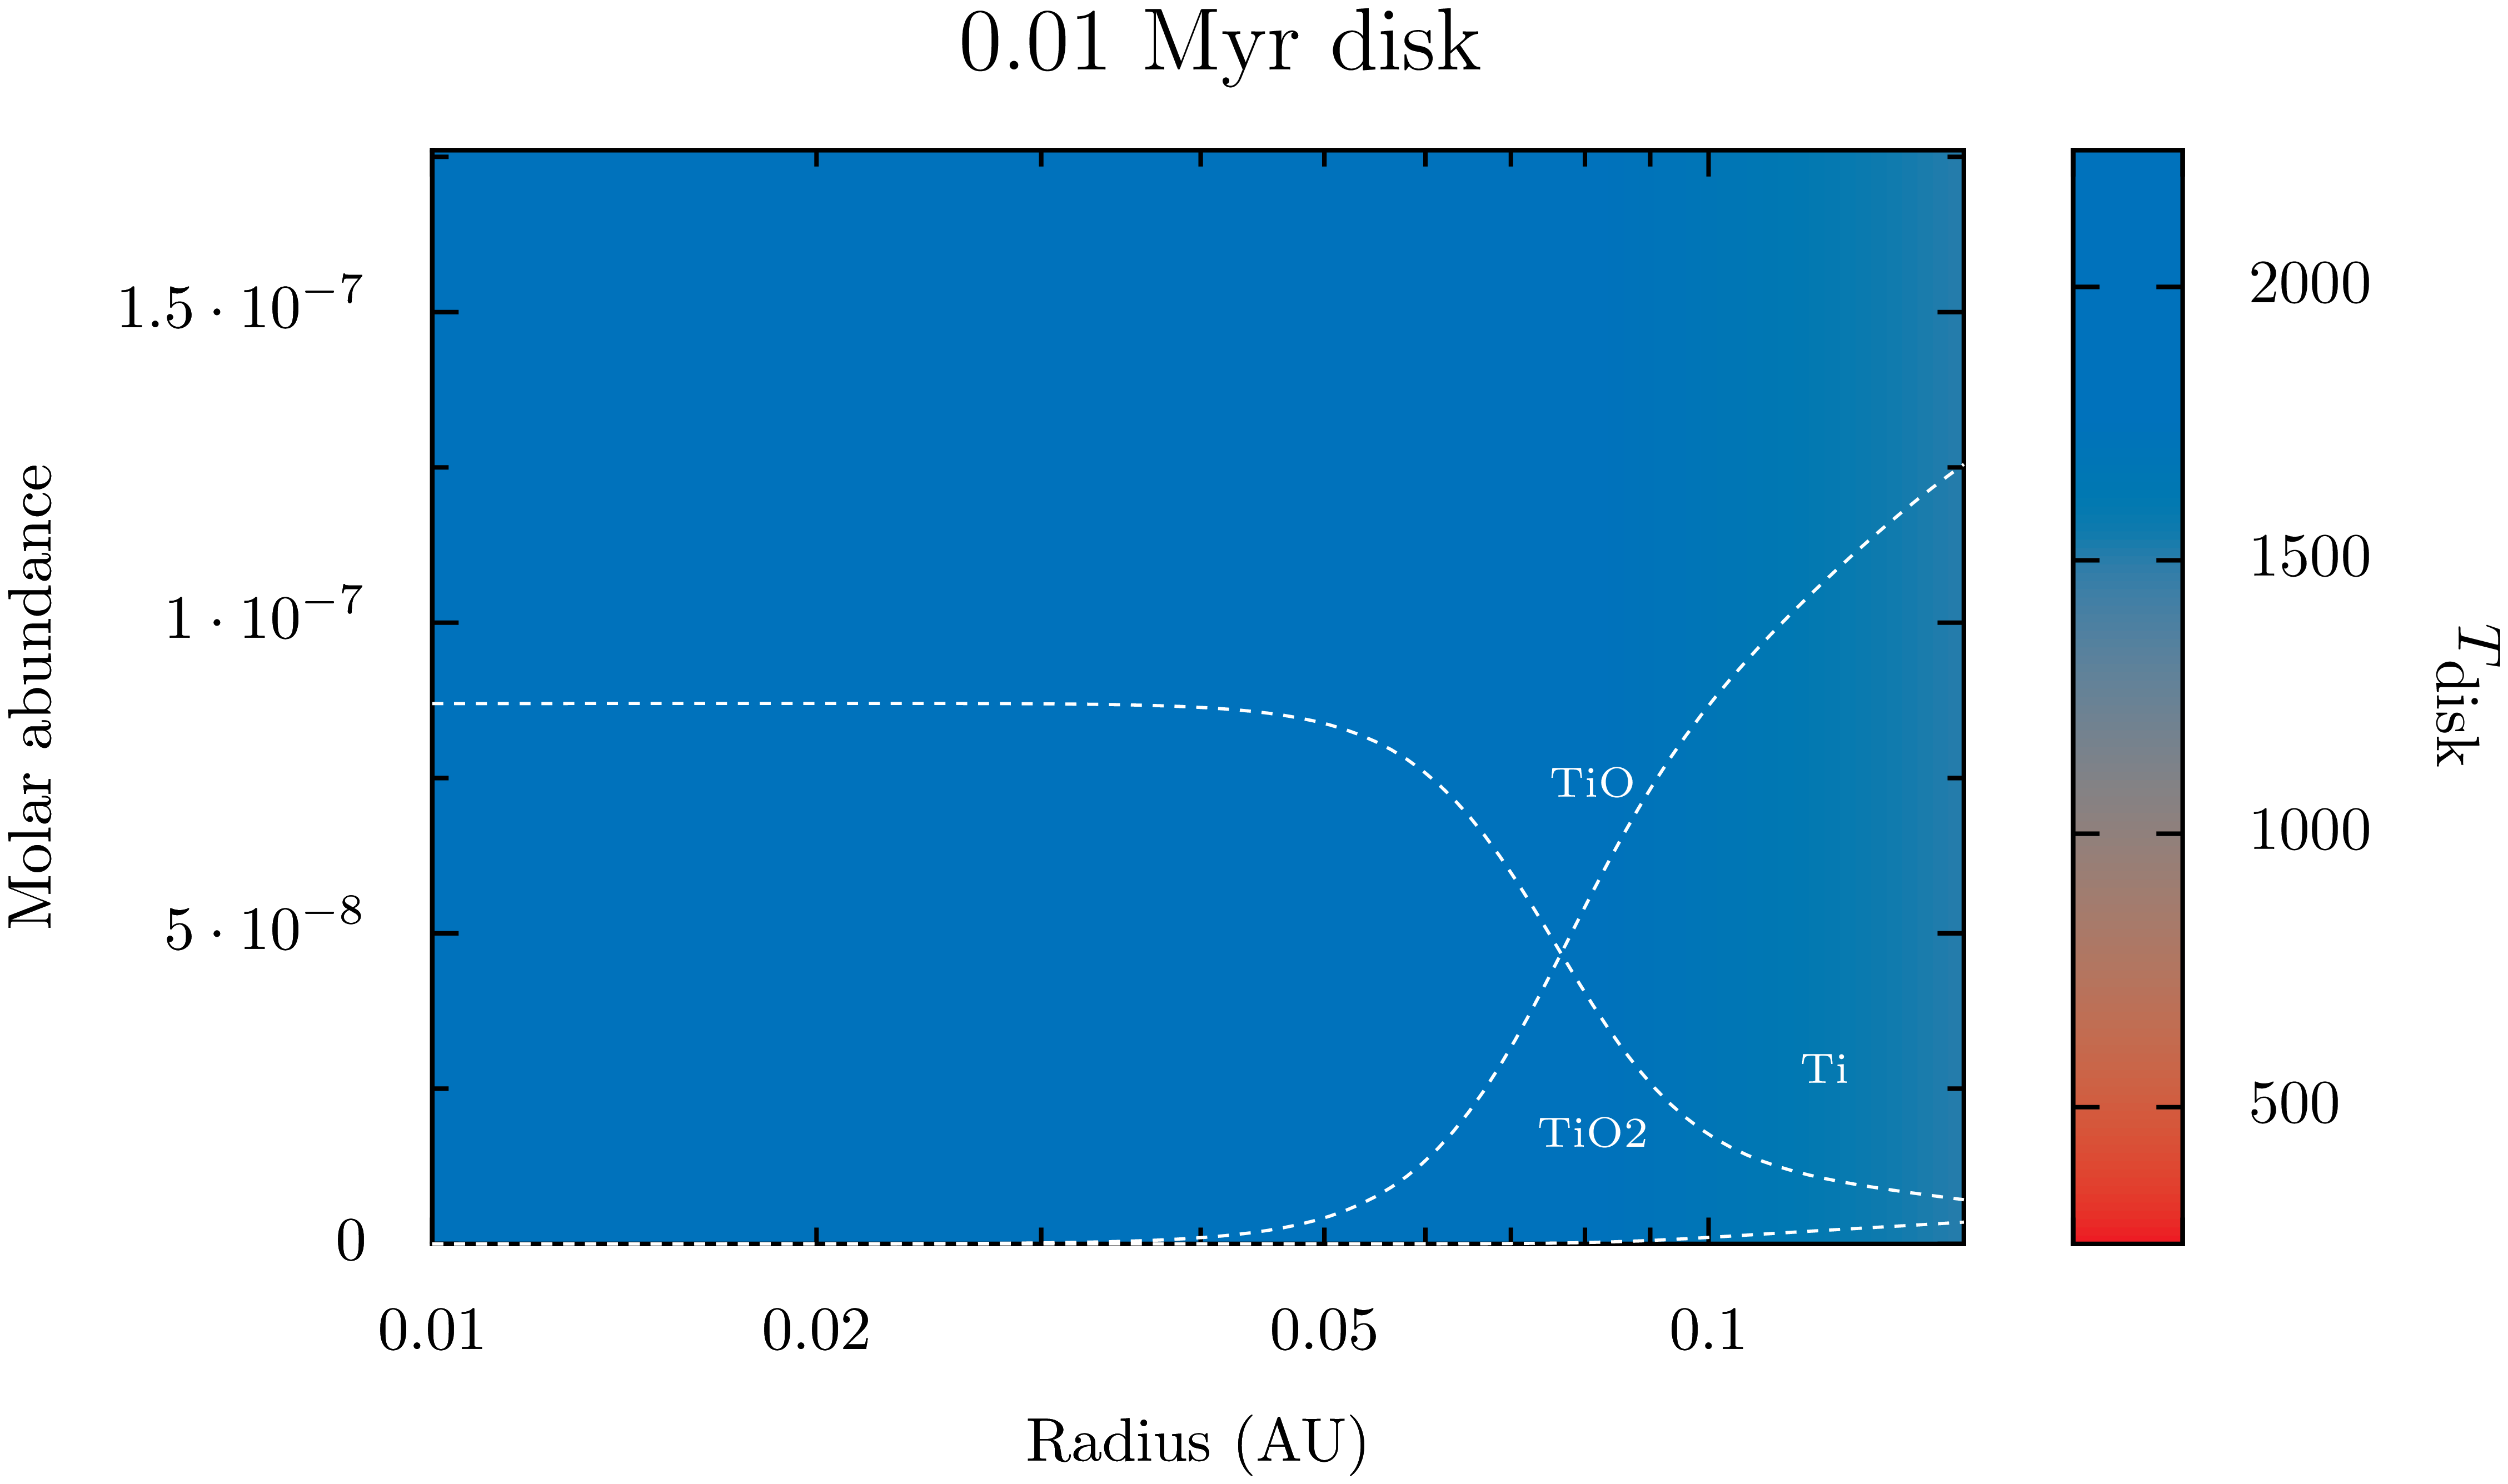 0.01 Myr disk
Molar abundance
1.5 · 10⁻⁷
1 · 10⁻⁷
5 · 10⁻⁸
0
TiO
Ti
TiO2
0.01
0.02
0.05
0.1
Radius (AU)
2000
1500
1000
500
T_disk